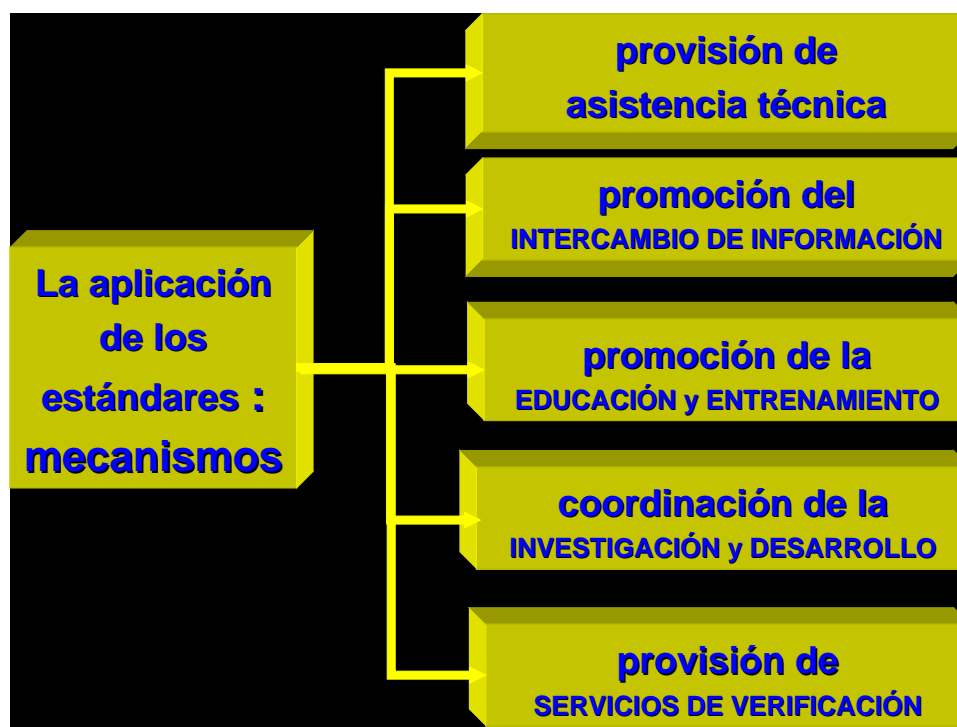 La aplicación
de los
estándares :
mecanismos
provisión de
asistencia técnica
promoción del
INTERCAMBIO DE INFORMACIÓN
promoción de la
EDUCACIÓN y ENTRENAMIENTO
coordinación de la
INVESTIGACIÓN y DESARROLLO
provisión de
SERVICIOS DE VERIFICACIÓN